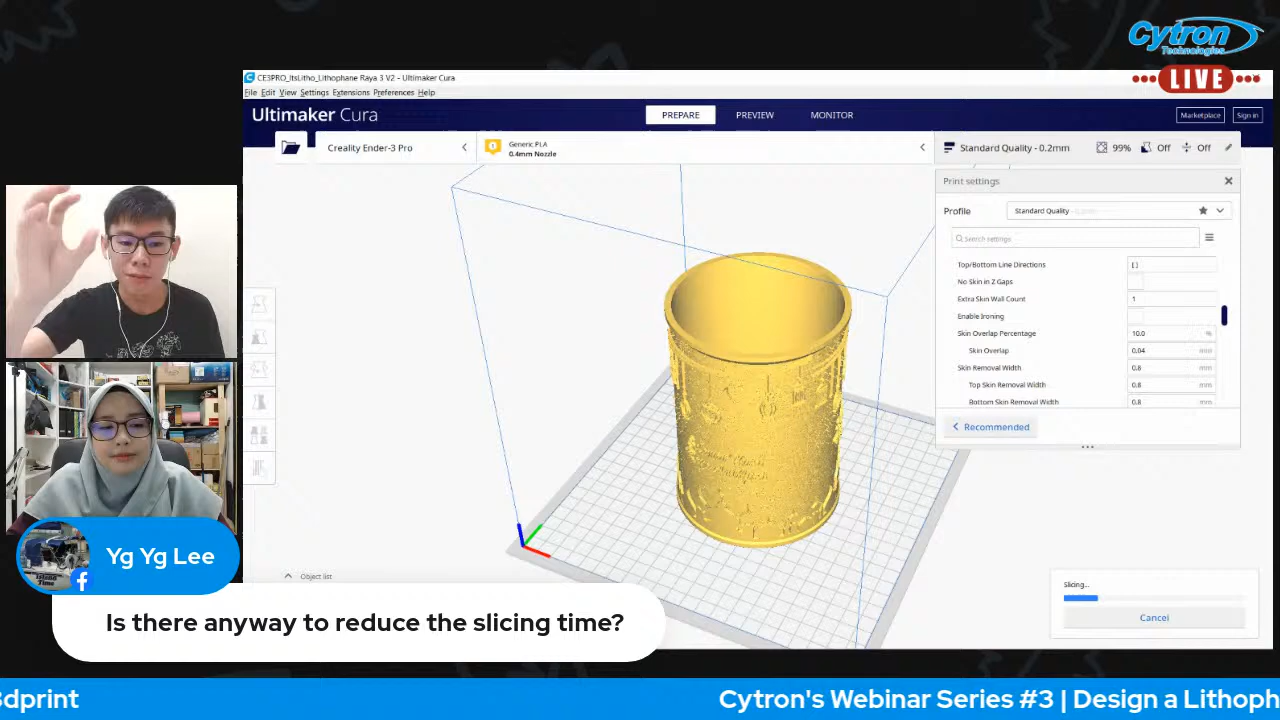 Cytron
Technologies
LIVE
CE3PRO_ItsLitho_Lithophane Raya 3 V2 - Ultimaker Cura
File Edit View Settings Extensions Preferences Help
Ultimaker Cura
PREPARE
PREVIEW
MONITOR
Marketplace
Sign in
Creality Ender-3 Pro
Generic PLA
0.4mm Nozzle
Standard Quality - 0.2mm
99%
Off
Off
Print settings
Profile
Standard Quality
Search settings
Top/Bottom Line Directions
[ ]
No Skin in Z Gaps
Extra Skin Wall Count
1
Enable Ironing
Skin Overlap Percentage
10.0
%
Skin Overlap
0.04
mm
Skin Removal Width
0.8
mm
Top Skin Removal Width
0.8
mm
Bottom Skin Removal Width
0.8
mm
Recommended
Object list
Slicing...
Cancel
Island
Time
Yg Yg Lee
Is there anyway to reduce the slicing time?
3dprint
Cytron's Webinar Series #3 | Design a Lithoph